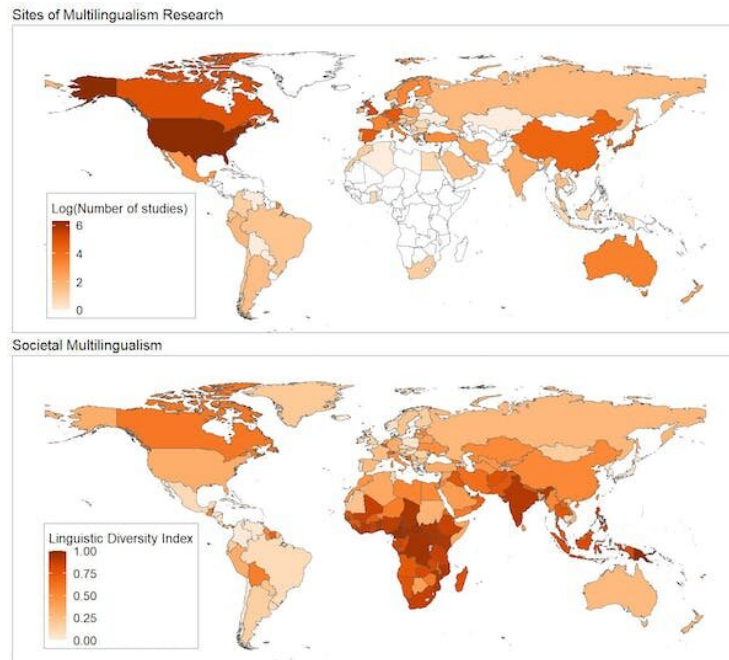 Sites of Multilingualism Research
Log(Number of studies)
6
4
2
0
Societal Multilingualism
Linguistic Diversity Index
1.00
0.75
0.50
0.25
0.00